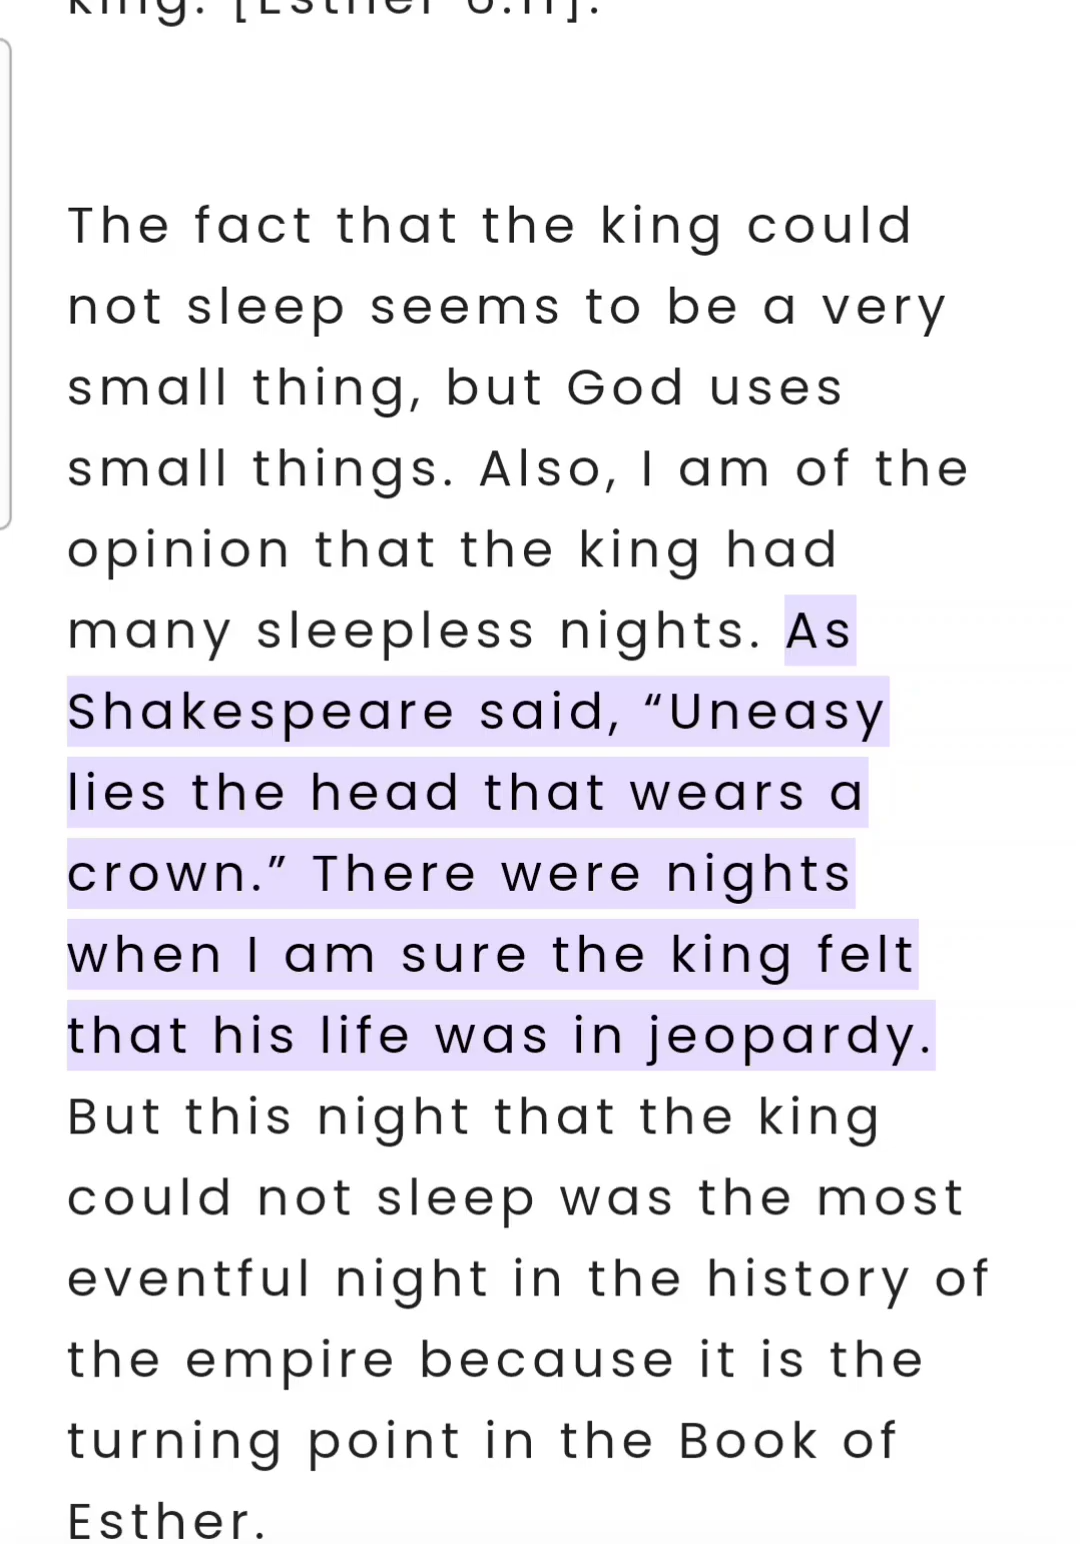 king. [Esther 6:1].
The fact that the king could
not sleep seems to be a very
small thing, but God uses
small things. Also, I am of the
opinion that the king had
many sleepless nights. As
Shakespeare said, “Uneasy
lies the head that wears a
crown.” There were nights
when I am sure the king felt
that his life was in jeopardy.
But this night that the king
could not sleep was the most
eventful night in the history of
the empire because it is the
turning point in the Book of
Esther.